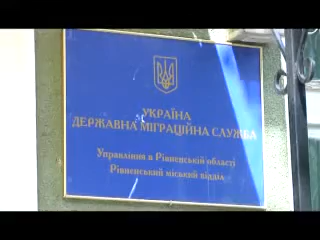 УКРАЇНА
ДЕРЖАВНА МІГРАЦІЙНА СЛУЖБА
Управління в Рівненській області
Рівненський міський відділ